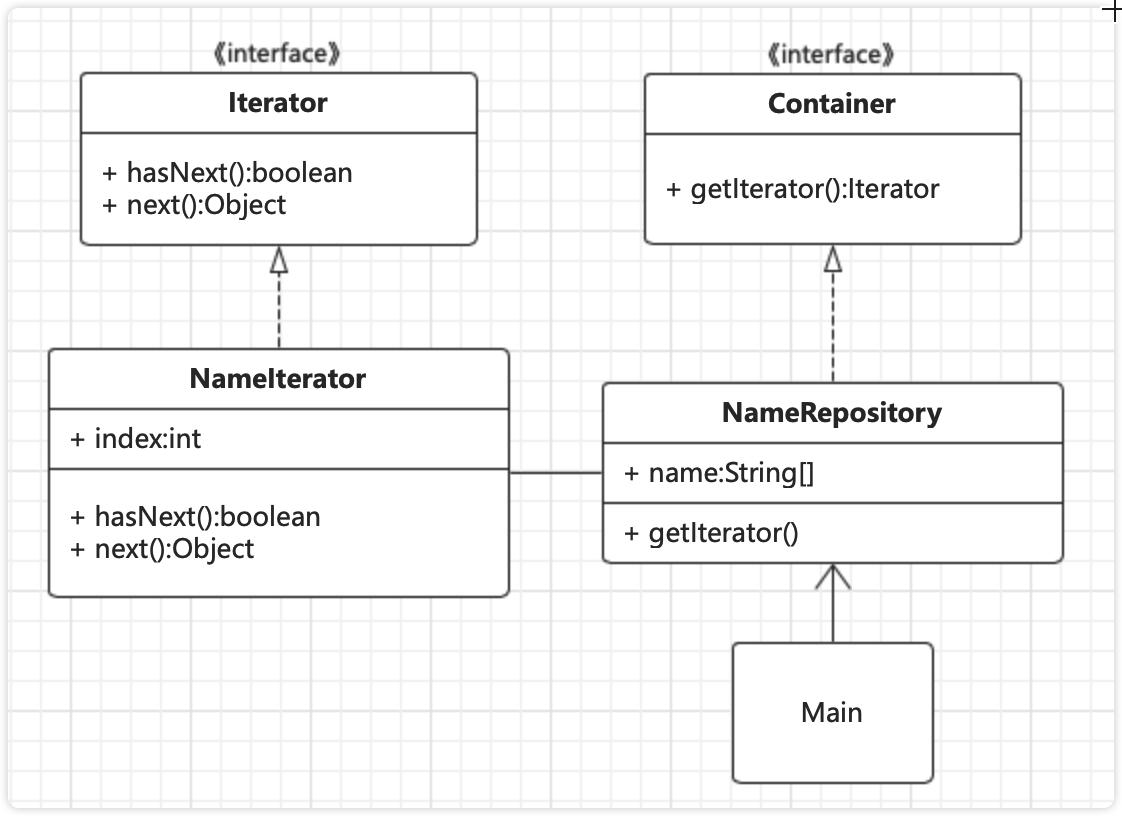 《interface》
Iterator
+ hasNext():boolean
+ next():Object
《interface》
Container
+ getIterator():Iterator
NameIterator
+ index:int
+ hasNext():boolean
+ next():Object
NameRepository
+ name:String[]
+ getIterator()
Main